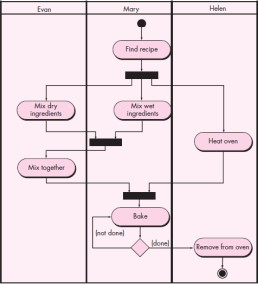 Evan
Mary
Helen
Find recipe
Mix dry
ingredients
Mix wet
ingredients
Heat oven
Mix together
Bake
(not done)
(done)
Remove from oven